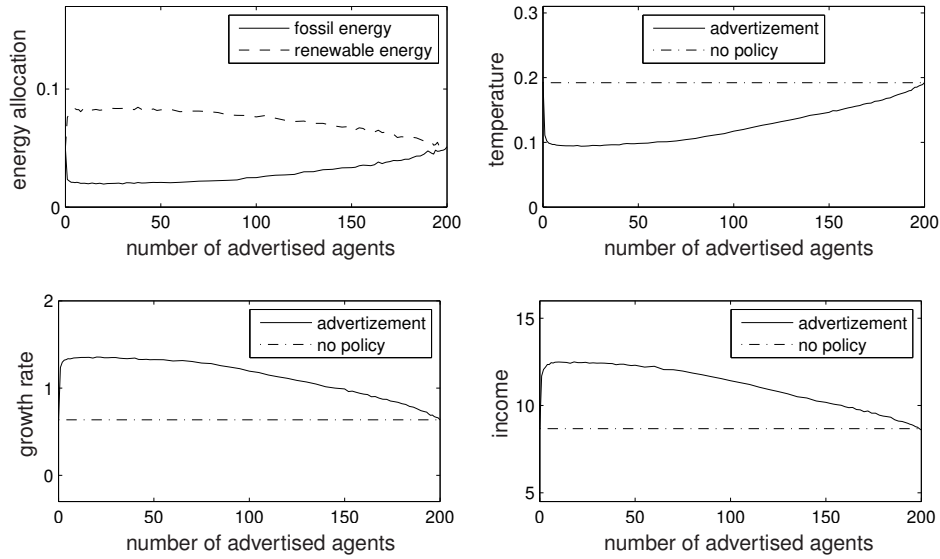 fossil energy
renewable energy
0.1
0
energy allocation
0 50 100 150 200
number of advertised agents
advertizement
no policy
0.3
0.2
0.1
0
temperature
0 50 100 150 200
number of advertised agents
advertizement
no policy
2
1
0
growth rate
0 50 100 150 200
number of advertised agents
advertizement
no policy
15
10
5
income
0 50 100 150 200
number of advertised agents